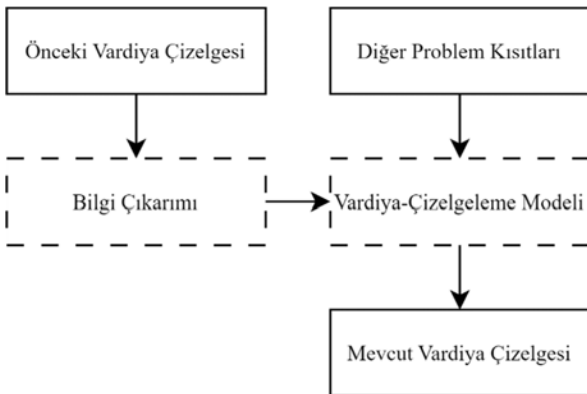 Önceki Vardiya Çizelgesi
Diğer Problem Kısıtları
Bilgi Çıkarımı
Vardiya-Çizelgeleme Modeli
Mevcut Vardiya Çizelgesi